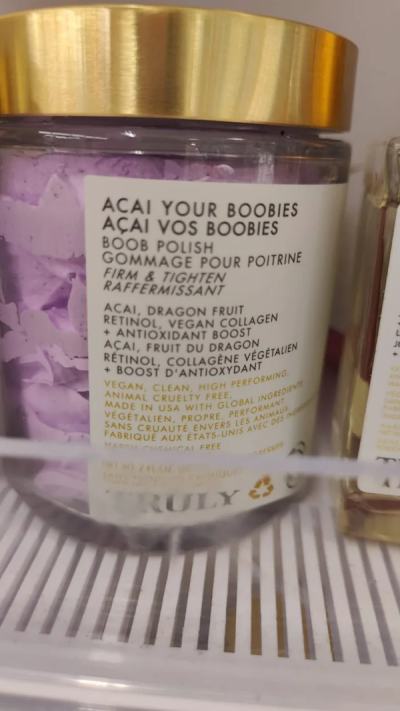 ACAI YOUR BOOBIES
AÇAI VOS BOOBIES
BOOB POLISH
GOMMAGE POUR POITRINE
FIRM & TIGHTEN
RAFFERMISSANT
ACAI, DRAGON FRUIT
RETINOL, VEGAN COLLAGEN
+ ANTIOXIDANT BOOST
AÇAI, FRUIT DU DRAGON
RÉTINOL, COLLAGÈNE VÉGÉTALIEN
+ BOOST D'ANTIOXYDANT
VEGAN, CLEAN, HIGH PERFORMING,
ANIMAL CRUELTY FREE,
MADE IN USA WITH GLOBAL INGREDIENTS
VÉGÉTALIEN, PROPRE, PERFORMANT
SANS CRUAUTÉ ENVERS LES ANIMAUX
FABRIQUÉ AUX ÉTATS-UNIS AVEC DES
HARSH CHEMICAL FREE
TRULY